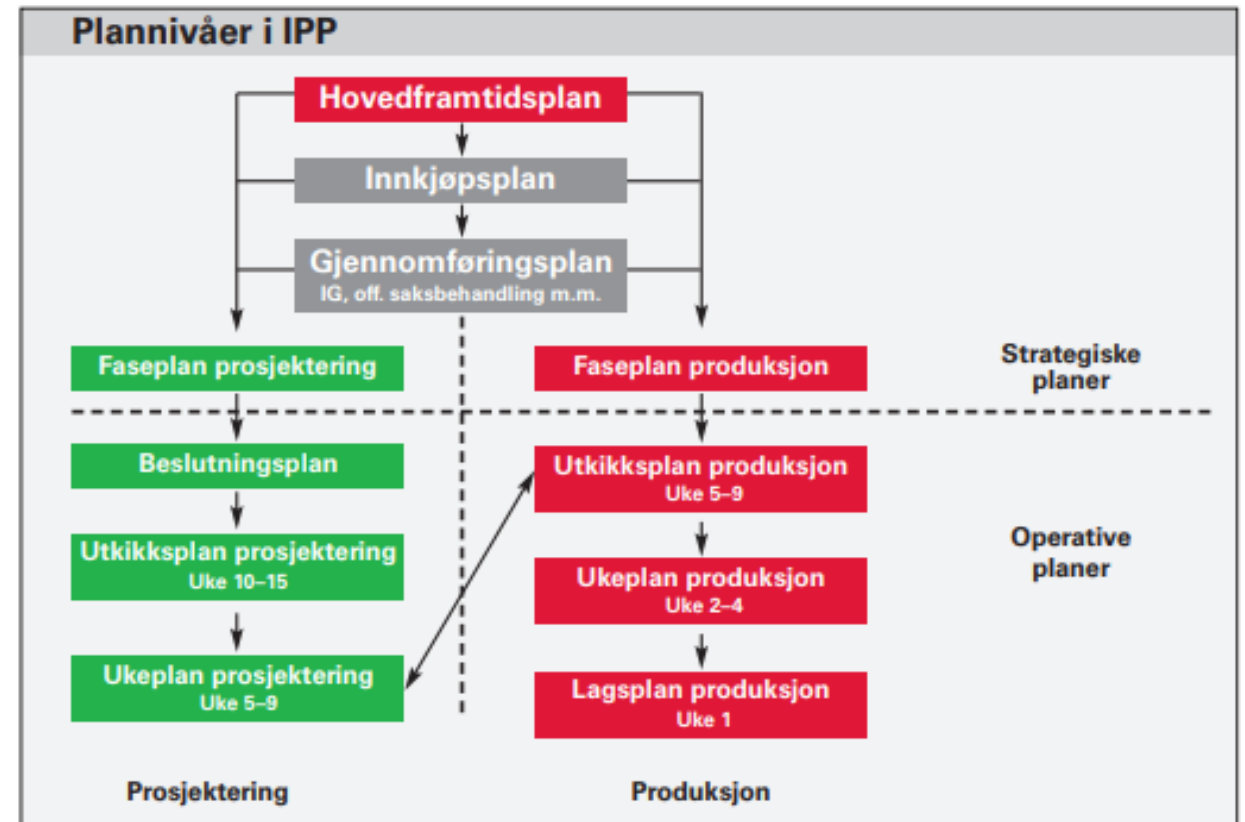 Plannivåer i IPP
Hovedframtidsplan
Innkjøpsplan
Gjennomføringsplan
IG, off. saksbehandling m.m.
Faseplan prosjektering
Faseplan produksjon
Strategiske
planer
Beslutningsplan
Utkikksplan produksjon
Uke 5–9
Utkikksplan prosjektering
Uke 10–15
Operative
planer
Ukeplan produksjon
Uke 2–4
Ukeplan prosjektering
Uke 5–9
Lagsplan produksjon
Uke 1
Prosjektering
Produksjon